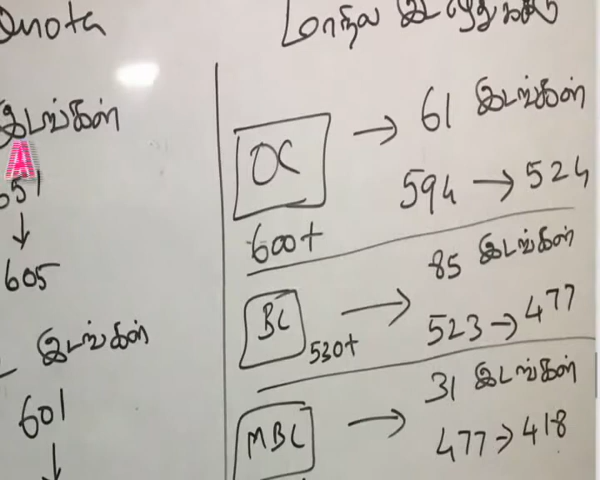 Quota
இடங்கள்
A
651
↓
605
இடங்கள்
601
↓
மாநில இடஒதுக்கீடு
OC → 61 இடங்கள்
594 → 524
600+
BC → 85 இடங்கள்
530+ 523 → 477
MBC → 31 இடங்கள்
477 → 418